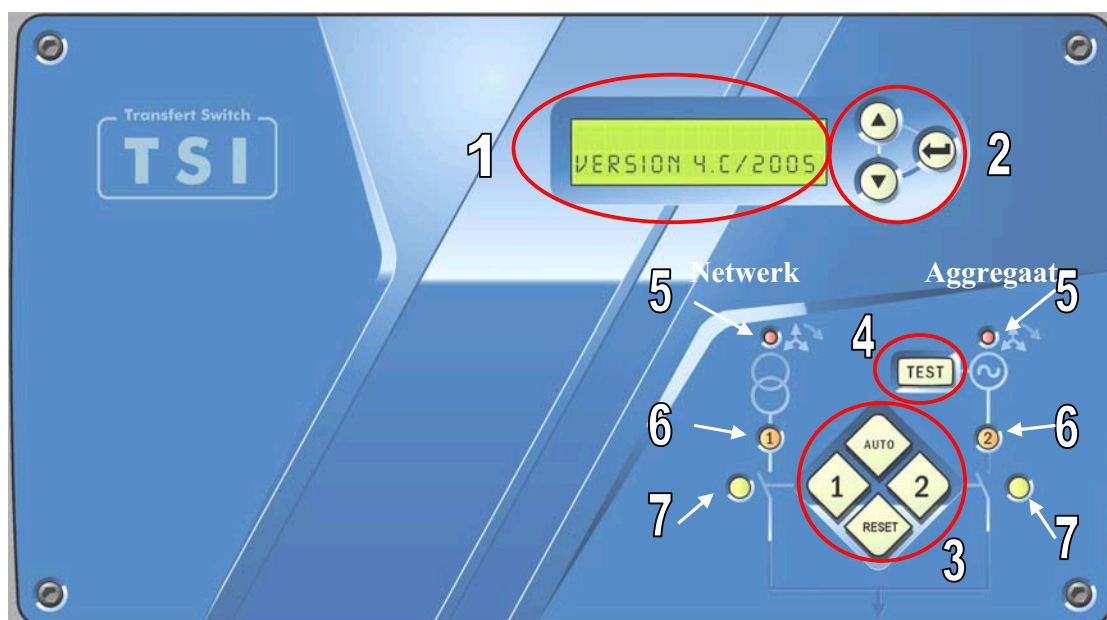 Transfert Switch
TSI
1
VERSION 4.C/2005
2
5
Netwerk
Aggregaat
5
4
TEST
6
1
AUTO
2
6
1
2
7
RESET
3
7